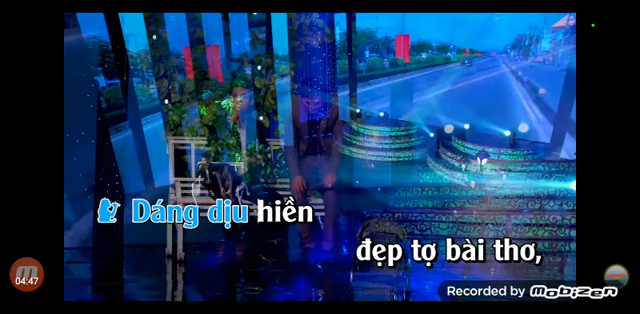 Dáng dịu hiền
đẹp tợ bài thơ,
04:47
Recorded by Mobizen